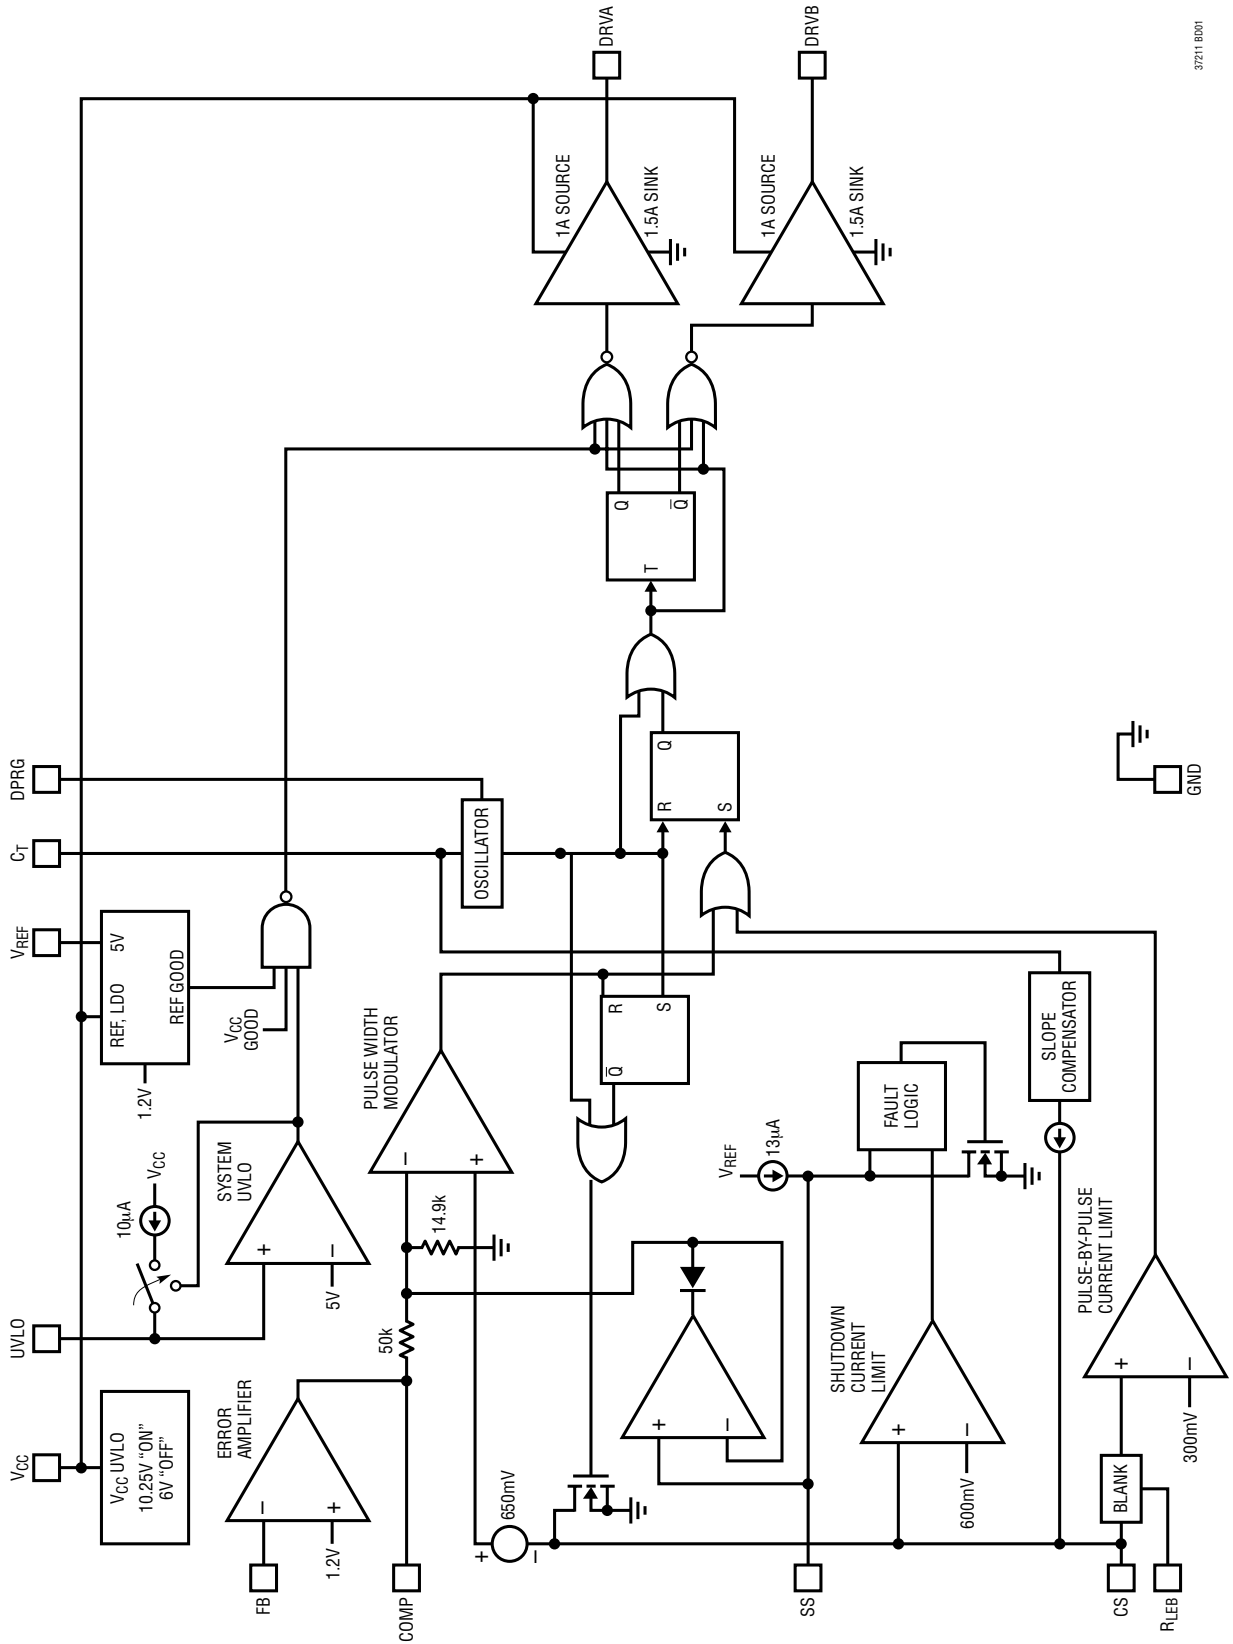 VCC
UVLO
VREF
CT
DPRG
VCC UVLO
10.25V “ON”
6V “OFF”
10µA
VCC
REF, LDO
5V
REF GOOD
1.2V
VCC
GOOD
SYSTEM
UVLO
+
–
5V
ERROR
AMPLIFIER
–
+
1.2V
FB
COMP
50k
14.9k
PULSE WIDTH
MODULATOR
–
+
OSCILLATOR
+
650mV
–
Q
R
S
R
S
Q
T
Q
Q
1A SOURCE
1.5A SINK
DRVA
1A SOURCE
1.5A SINK
DRVB
SS
+
–
VREF
13µA
FAULT
LOGIC
SHUTDOWN
CURRENT
LIMIT
+
–
600mV
SLOPE
COMPENSATOR
PULSE-BY-PULSE
CURRENT LIMIT
+
–
300mV
CS
BLANK
RLEB
GND
37211 BD01